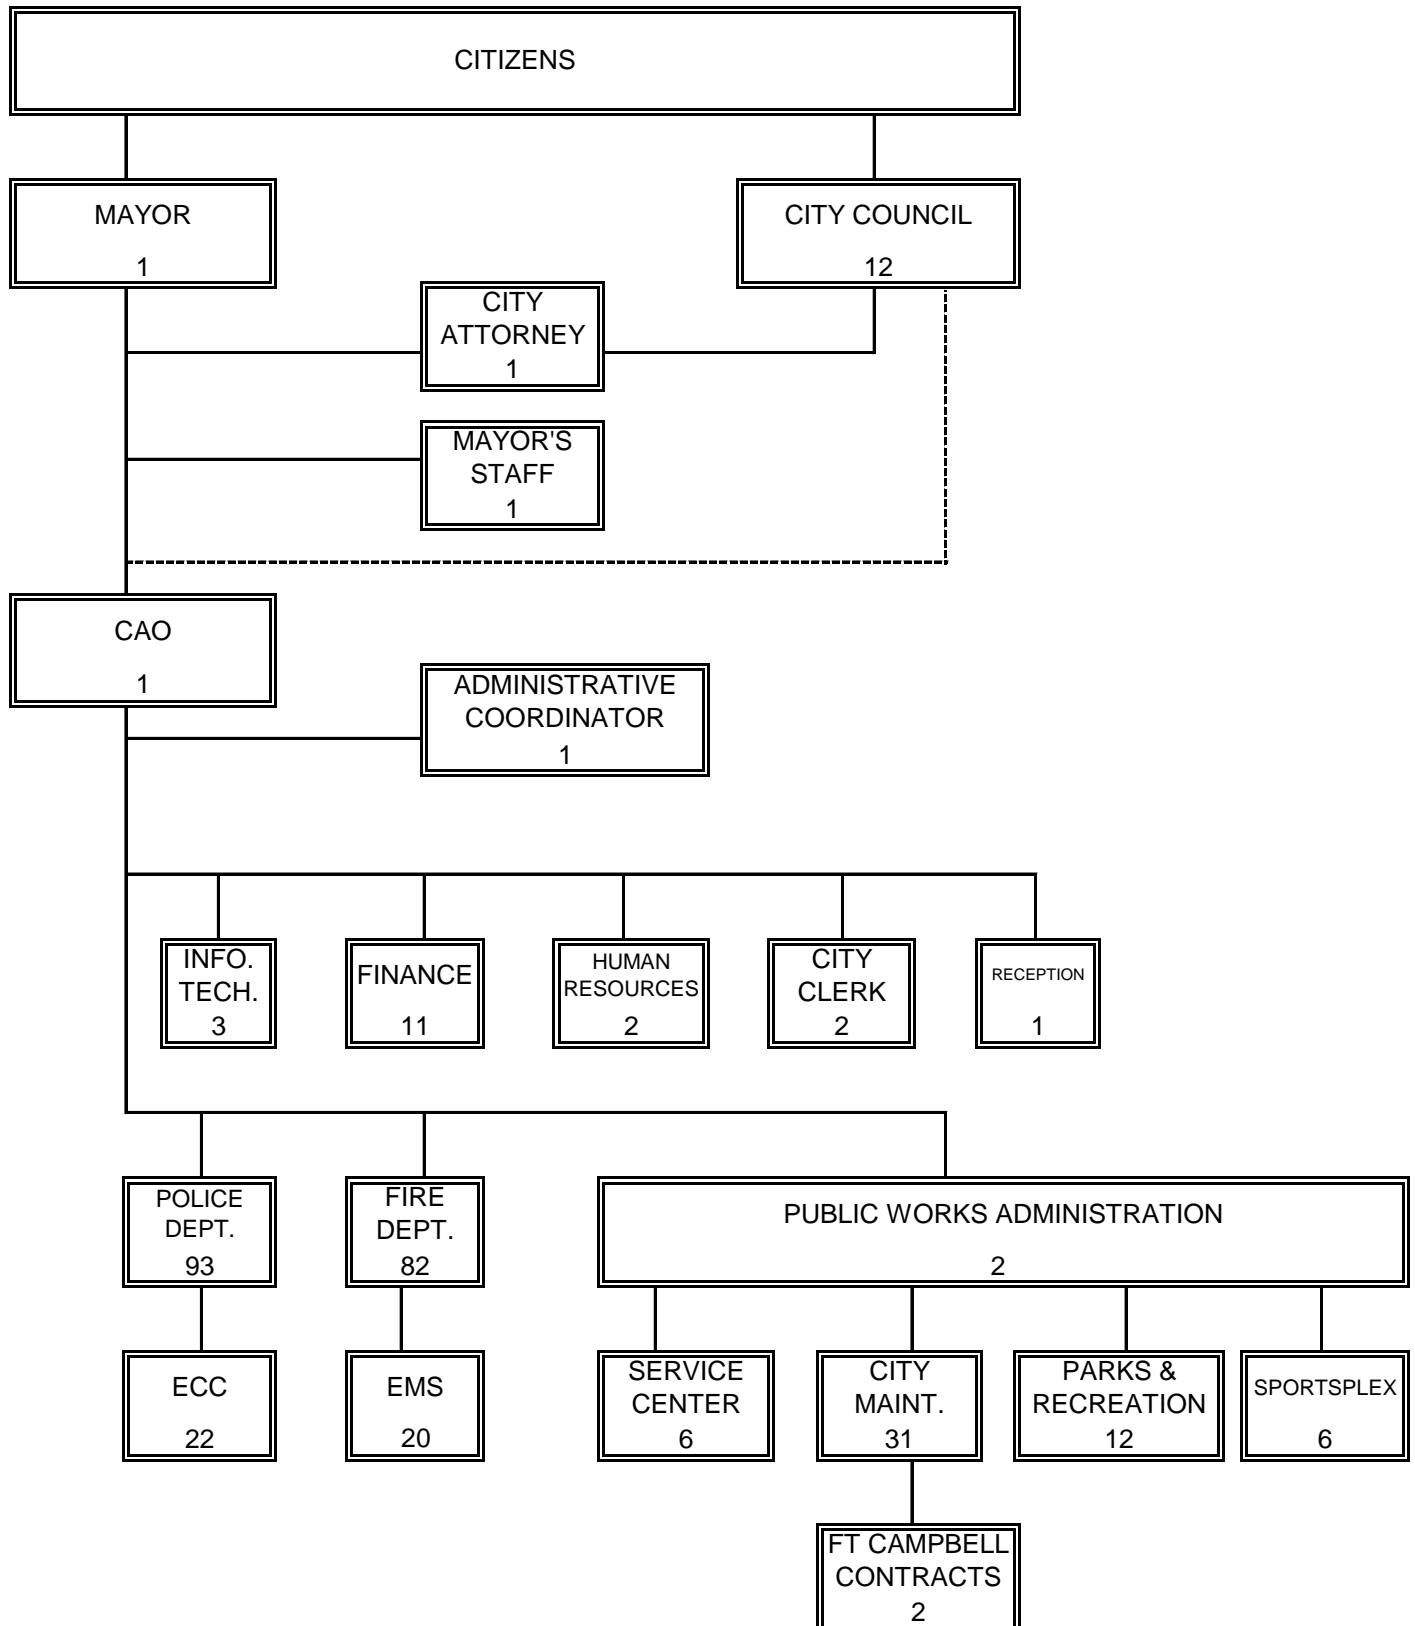 CITIZENS
MAYOR
1
CITY COUNCIL
12
CITY
ATTORNEY
1
MAYOR'S
STAFF
1
CAO
1
ADMINISTRATIVE
COORDINATOR
1
INFO.
TECH.
3
FINANCE
11
HUMAN
RESOURCES
2
CITY
CLERK
2
RECEPTION
1
POLICE
DEPT.
93
FIRE
DEPT.
82
PUBLIC WORKS ADMINISTRATION
2
ECC
22
EMS
20
SERVICE
CENTER
6
CITY
MAINT.
31
PARKS &
RECREATION
12
SPORTSPLEX
6
FT CAMPBELL
CONTRACTS
2